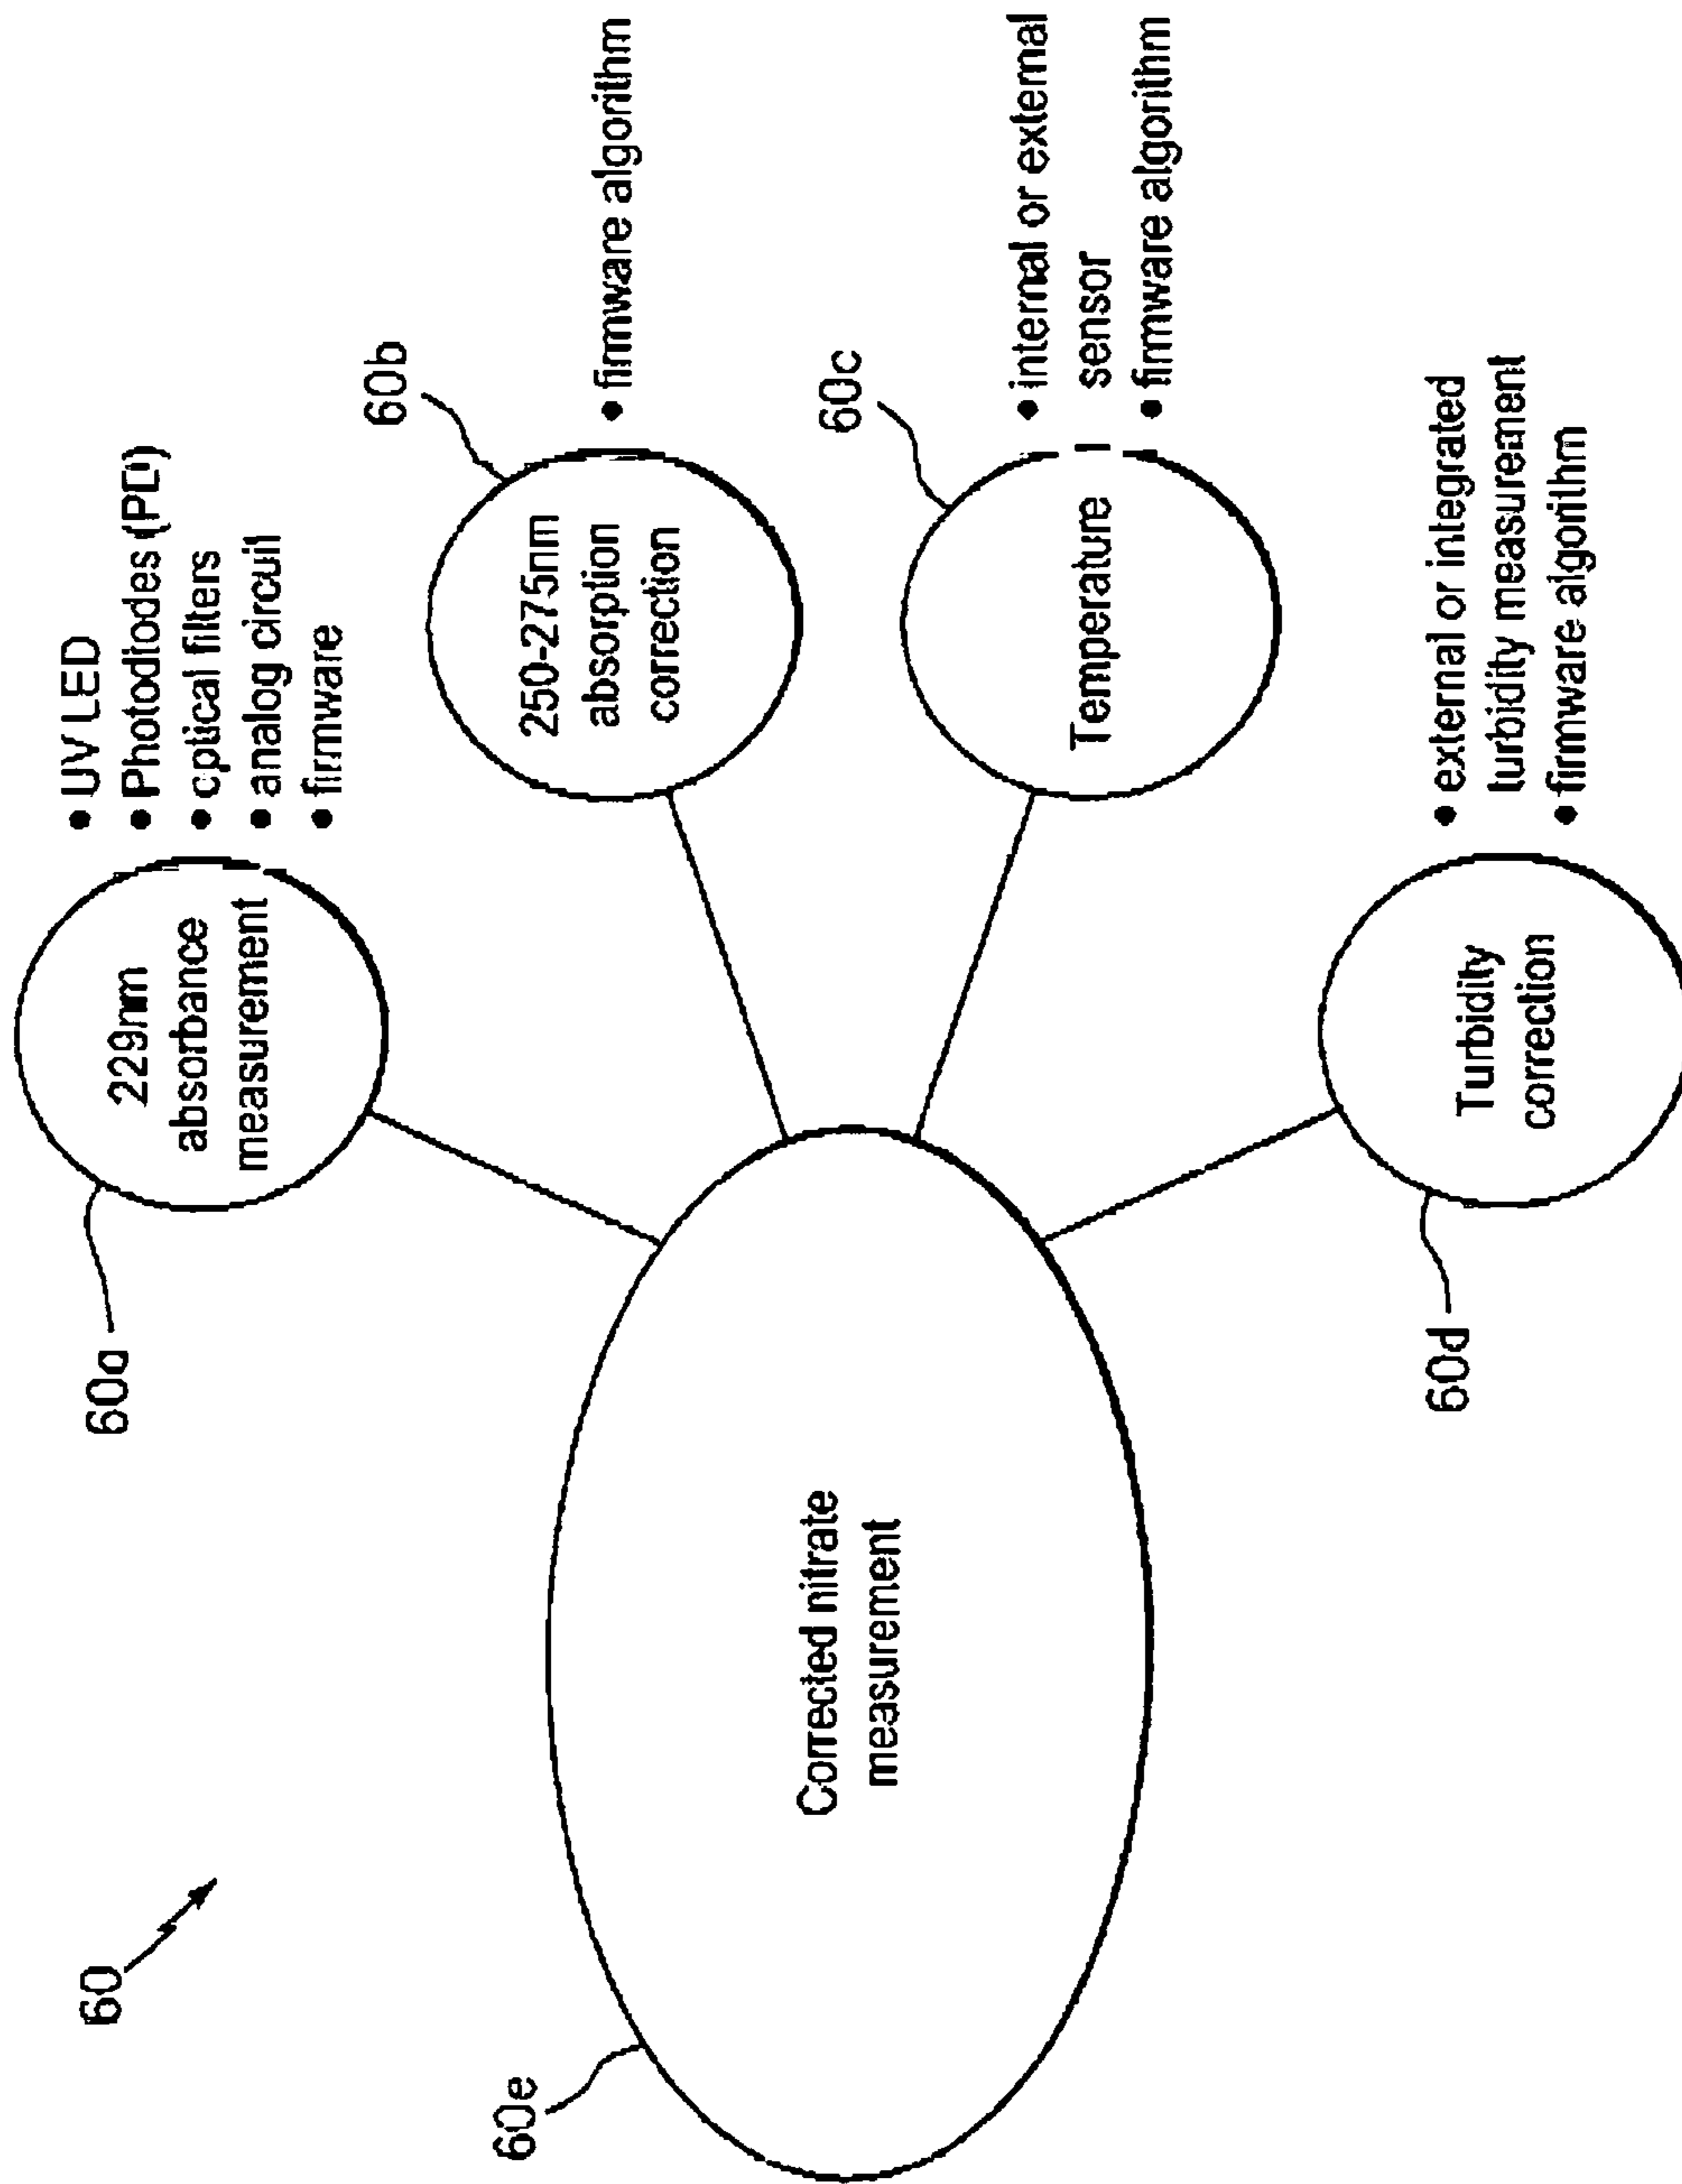 60
60a
229nm
absorbance
measurement
• UV LED
• Photodiodes (PD)
• optical filters
• analog circuit
• firmware
60b
250-275nm
absorption
correction
• firmware algorithm
60e
Corrected nitrate
measurement
60c
Temperature
• internal or external
sensor
• firmware algorithm
60d
Turbidity
correction
• external or integrated
turbidity measurement
• firmware algorithm